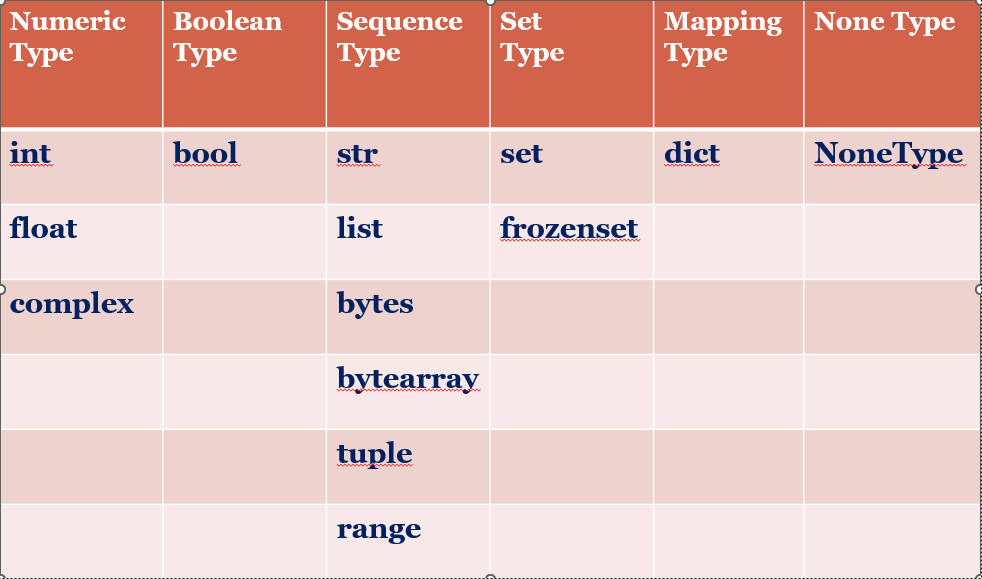 Numeric Type
Boolean Type
Sequence Type
Set Type
Mapping Type
None Type
int
bool
str
set
dict
NoneType
float
list
frozenset
complex
bytes
bytearray
tuple
range